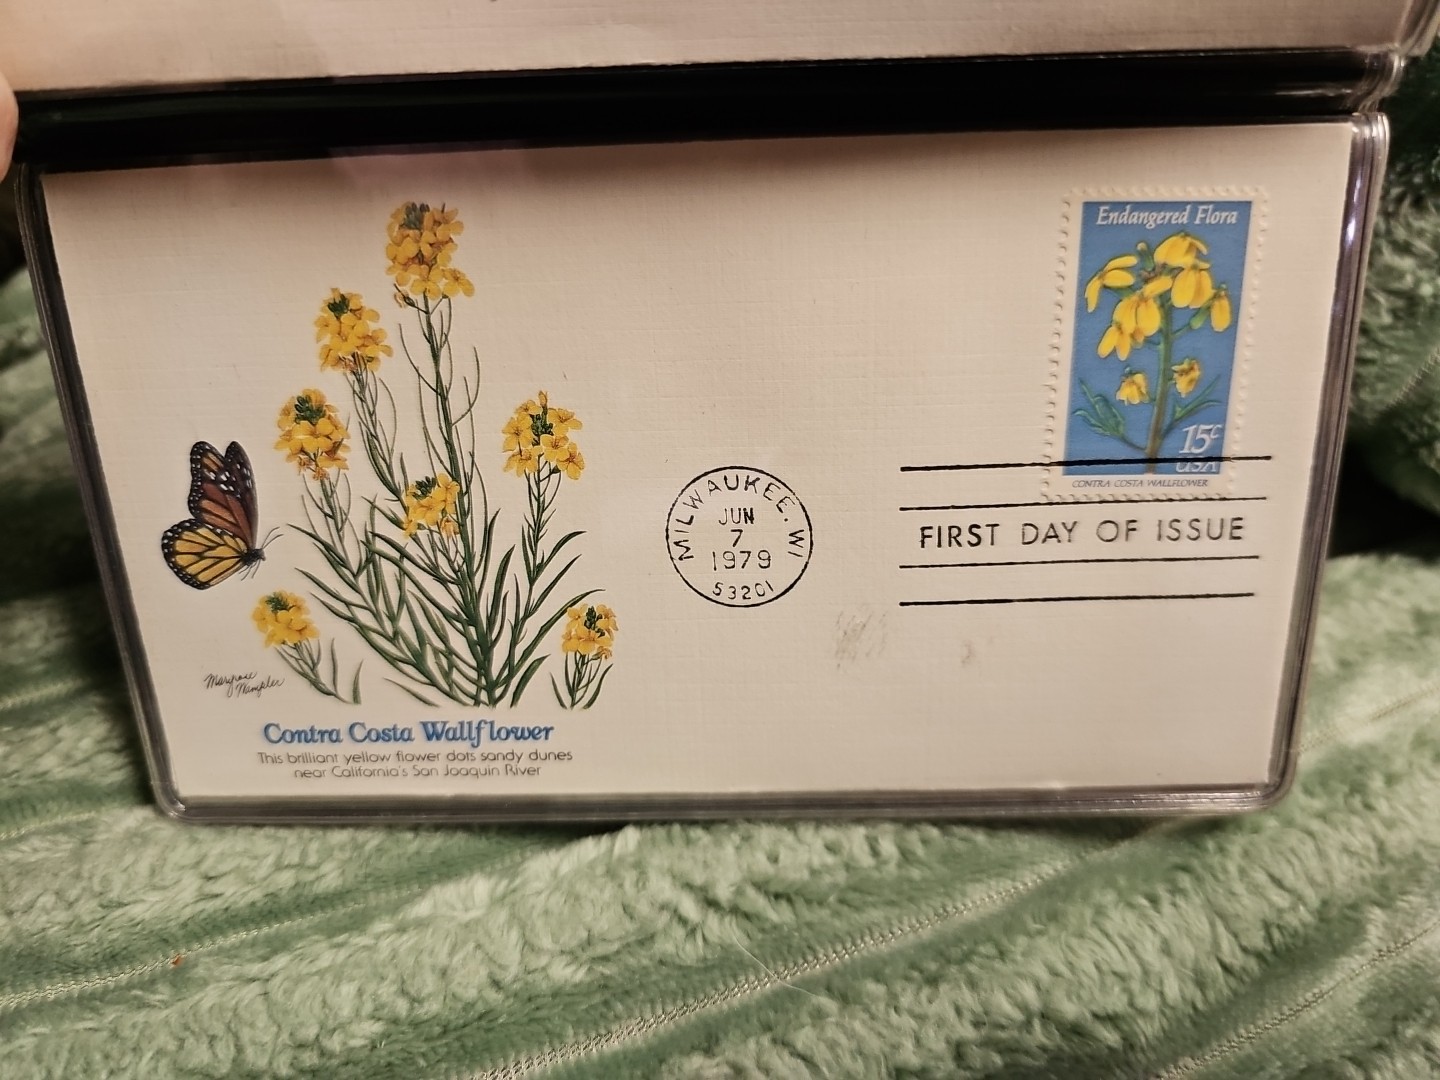 Endangered Flora
15c
USA
CONTRA COSTA WALLFLOWER
MILWAUKEE, WI
JUN
7
1979
53201
FIRST DAY OF ISSUE
Contra Costa Wallflower
This brilliant yellow flower dots sandy dunes
near California's San Joaquin River